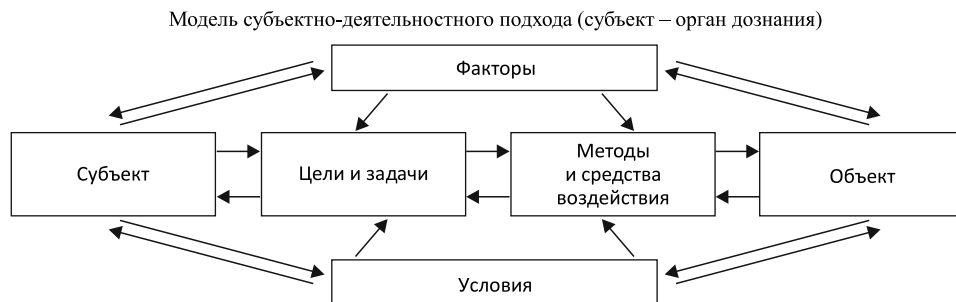 Модель субъектно-деятельностного подхода (субъект – орган дознания)
Факторы
Субъект
Цели и задачи
Методы
и средства
воздействия
Объект
Условия